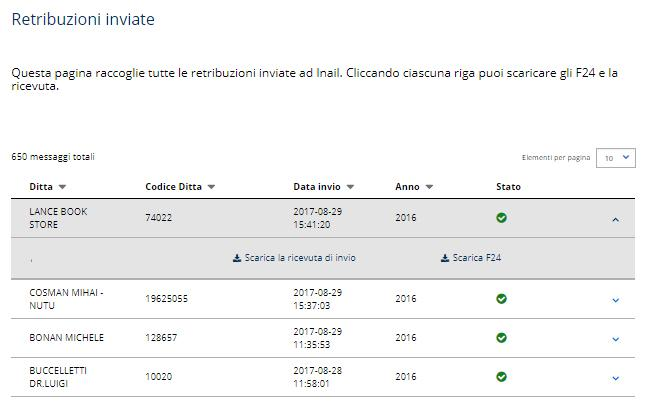 Retribuzioni inviate
Questa pagina raccoglie tutte le retribuzioni inviate ad Inail. Cliccando ciascuna riga puoi scaricare gli F24 e la
ricevuta.
650 messaggi totali
Elementi per pagina 10
Ditta Codice Ditta Data invio Anno Stato
LANCE BOOK
STORE
74022
2017-08-29
15:41:20
2016
, Scarica la ricevuta di invio Scarica F24
COSMAN MIHAI -
NUTU
19625055
2017-08-29
15:37:03
2016
BONAN MICHELE
128657
2017-08-29
11:35:53
2016
BUCCELLETTI
DR.LUIGI
10020
2017-08-28
11:58:01
2016